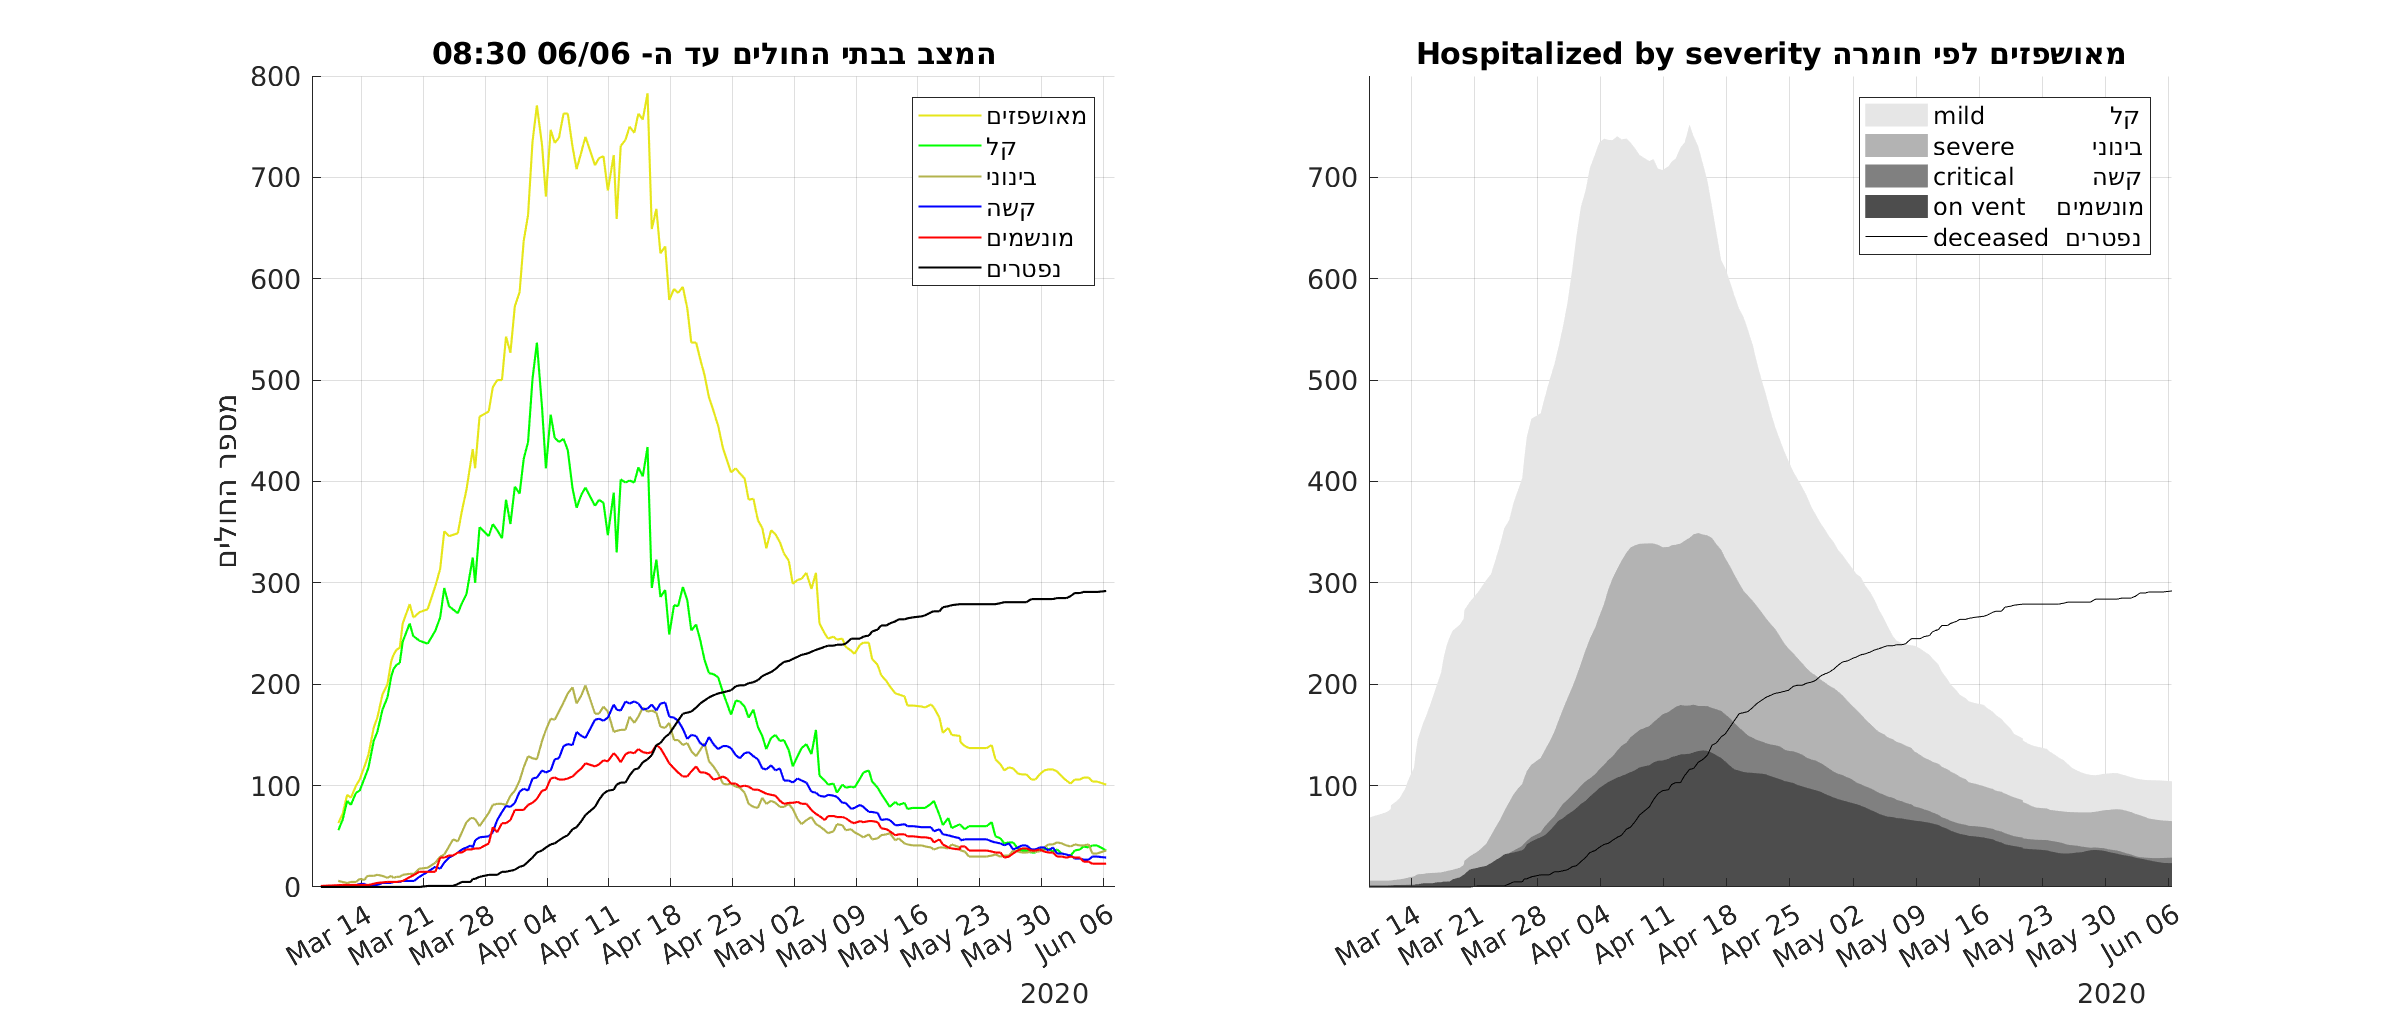 המצב בבתי החולים עד ה- 06/06 08:30
מספר החולים
800
700
600
500
400
300
200
100
0
מאושפזים
קל
בינוני
קשה
מונשמים
נפטרים
Mar 14
Mar 21
Mar 28
Apr 04
Apr 11
Apr 18
Apr 25
May 02
May 09
May 16
May 23
May 30
Jun 06
2020
Hospitalized by severity מאושפזים לפי חומרה
700
600
500
400
300
200
100
mild קל
severe בינוני
critical קשה
on vent מונשמים
deceased נפטרים
Mar 14
Mar 21
Mar 28
Apr 04
Apr 11
Apr 18
Apr 25
May 02
May 09
May 16
May 23
May 30
Jun 06
2020